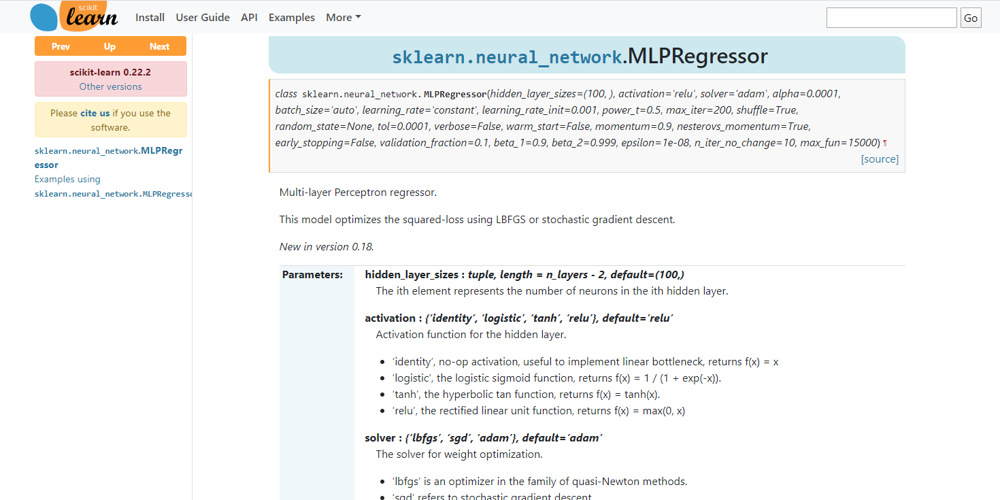 scikit
learn
Install User Guide API Examples More
Go
Prev Up Next
scikit-learn 0.22.2
Other versions
Please cite us if you use the
software.
sklearn.neural_network.MLPRegr
essor
Examples using
sklearn.neural_network.MLPRegresso
sklearn.neural_network.MLPRegressor
class sklearn.neural_network.MLPRegressor(hidden_layer_sizes=(100, ), activation='relu', solver='adam', alpha=0.0001,
batch_size='auto', learning_rate='constant', learning_rate_init=0.001, power_t=0.5, max_iter=200, shuffle=True,
random_state=None, tol=0.0001, verbose=False, warm_start=False, momentum=0.9, nesterovs_momentum=True,
early_stopping=False, validation_fraction=0.1, beta_1=0.9, beta_2=0.999, epsilon=1e-08, n_iter_no_change=10, max_fun=15000) ¶
[source]
Multi-layer Perceptron regressor.
This model optimizes the squared-loss using LBFGS or stochastic gradient descent.
New in version 0.18.
Parameters:
hidden_layer_sizes : tuple, length = n_layers - 2, default=(100,)
The ith element represents the number of neurons in the ith hidden layer.
activation : {‘identity’, ‘logistic’, ‘tanh’, ‘relu’}, default=’relu’
Activation function for the hidden layer.
• ‘identity’, no-op activation, useful to implement linear bottleneck, returns f(x) = x
• ‘logistic’, the logistic sigmoid function, returns f(x) = 1 / (1 + exp(-x)).
• ‘tanh’, the hyperbolic tan function, returns f(x) = tanh(x).
• ‘relu’, the rectified linear unit function, returns f(x) = max(0, x)
solver : {‘lbfgs’, ‘sgd’, ‘adam’}, default=’adam’
The solver for weight optimization.
• ‘lbfgs’ is an optimizer in the family of quasi-Newton methods.
• ‘sgd’ refers to stochastic gradient descent.